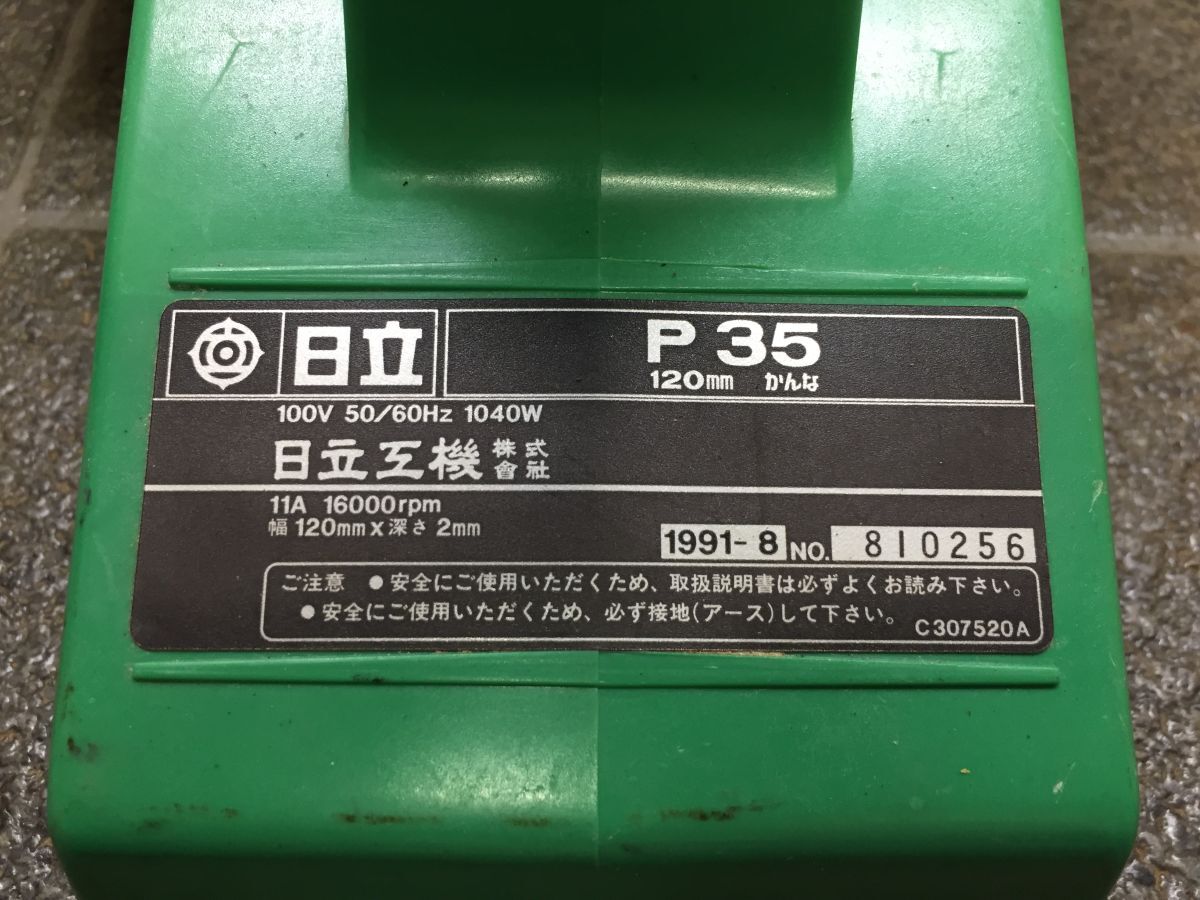 日立
P 35
120mm かんな
100V 50/60Hz 1040W
日立工機 株式會社
11A 16000rpm
幅 120mm x 深さ 2mm
1991-8 NO. 810256
ご注意 ●安全にご使用いただくため、取扱説明書は必ずよくお読み下さい。
●安全にご使用いただくため、必ず接地(アース)して下さい。
C307520A